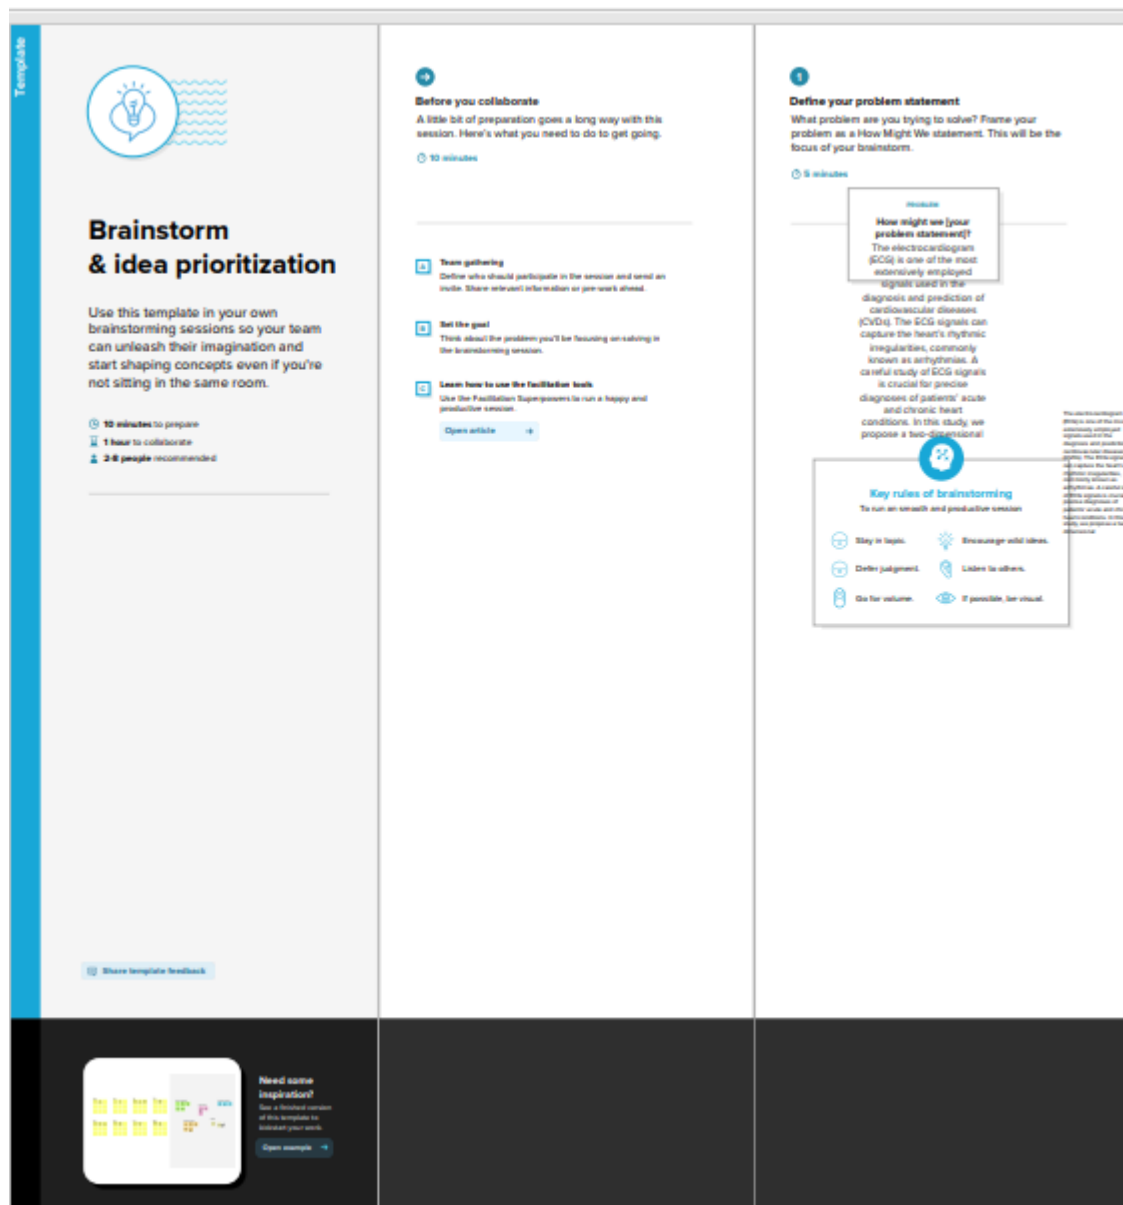 Template
Brainstorm
& idea prioritization
Use this template in your own
brainstorming sessions so your team
can unleash their imagination and
start shaping concepts even if you're
not sitting in the same room.
10 minutes to prepare
1 hour to collaborate
2-8 people recommended
Share template feedback
Need some
inspiration?
See a finished version
of this template to
kickstart your work.
Open example
Before you collaborate
A little bit of preparation goes a long way with this
session. Here's what you need to do to get going.
10 minutes
A
Team gathering
Define who should participate in the session and send an
invite. Share relevant information or pre-work ahead.
B
Set the goal
Think about the problem you'll be focusing on solving in
the brainstorming session.
C
Learn how to use the facilitation tools
Use the Facilitation Superpowers to run a happy and
productive session.
Open article
1
Define your problem statement
What problem are you trying to solve? Frame your
problem as a How Might We statement. This will be the
focus of your brainstorm.
5 minutes
PROBLEM
How might we [your
problem statement]?
The electrocardiogram
(ECG) is one of the most
extensively employed
signals used in the
diagnosis and prediction of
cardiovascular diseases
(CVDs). The ECG signals can
capture the heart's rhythmic
irregularities, commonly
known as arrhythmias. A
careful study of ECG signals
is crucial for precise
diagnoses of patients' acute
and chronic heart
conditions. In this study, we
propose a two-dimensional
Key rules of brainstorming
To run an smooth and productive session
Stay in topic.
Encourage wild ideas.
Defer judgment.
Listen to others.
Go for volume.
If possible, be visual.